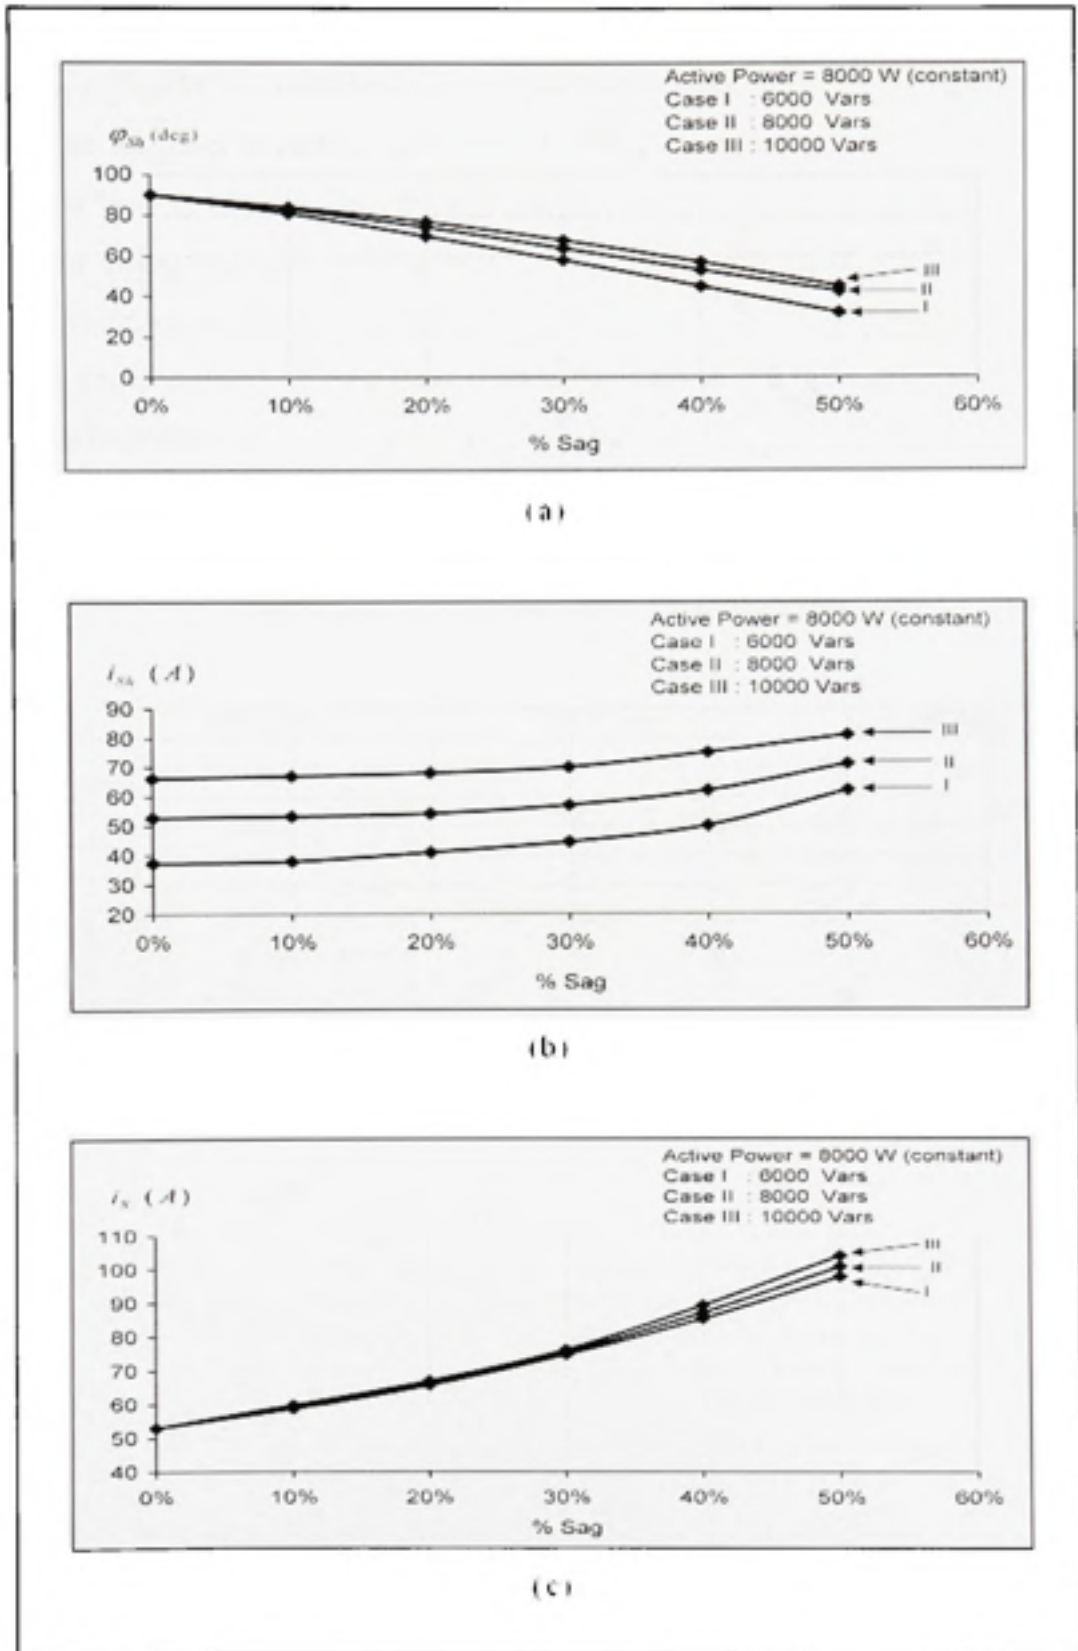 Active Power = 8000 W (constant)
Case I : 6000 Vars
Case II : 8000 Vars
Case III : 10000 Vars
φSh (deg)
100
80
60
40
20
0
III
II
I
0% 10% 20% 30% 40% 50% 60%
% Sag
(a)
Active Power = 8000 W (constant)
Case I : 6000 Vars
Case II : 8000 Vars
Case III : 10000 Vars
iSh (A)
90
80
70
60
50
40
30
20
III
II
I
0% 10% 20% 30% 40% 50% 60%
% Sag
(b)
Active Power = 8000 W (constant)
Case I : 6000 Vars
Case II : 8000 Vars
Case III : 10000 Vars
iS (A)
110
100
90
80
70
60
50
40
III
II
I
0% 10% 20% 30% 40% 50% 60%
% Sag
(c)